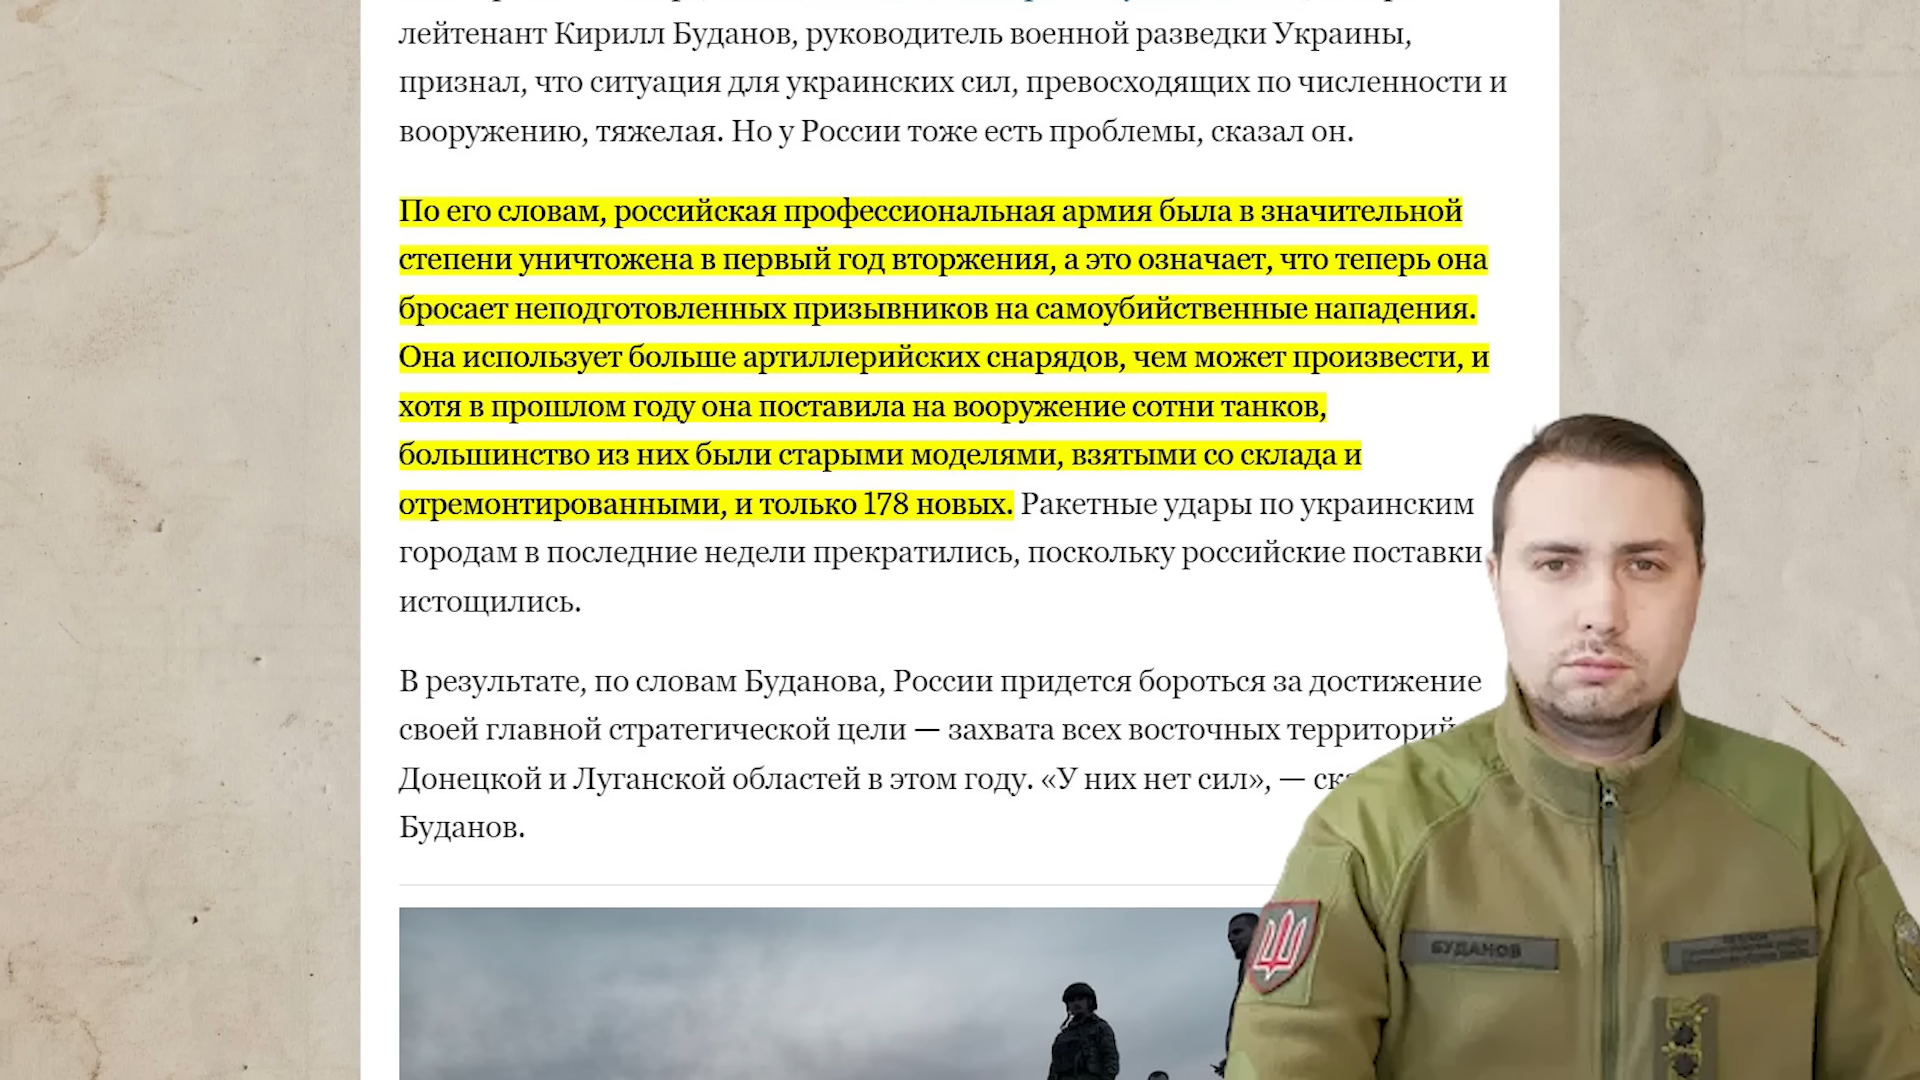 лейтенант Кирилл Буданов, руководитель военной разведки Украины,
признал, что ситуация для украинских сил, превосходящих по численности и
вооружению, тяжелая. Но у России тоже есть проблемы, сказал он.
По его словам, российская профессиональная армия была в значительной
степени уничтожена в первый год вторжения, а это означает, что теперь она
бросает неподготовленных призывников на самоубийственные нападения.
Она использует больше артиллерийских снарядов, чем может произвести, и
хотя в прошлом году она поставила на вооружение сотни танков,
большинство из них были старыми моделями, взятыми со склада и
отремонтированными, и только 178 новых. Ракетные удары по украинским
городам в последние недели прекратились, поскольку российские поставки
истощились.
В результате, по словам Буданова, России придется бороться за достижение
своей главной стратегической цели — захвата всех восточных территорий
Донецкой и Луганской областей в этом году. «У них нет сил», —
Буданов.
БУДАНОВ